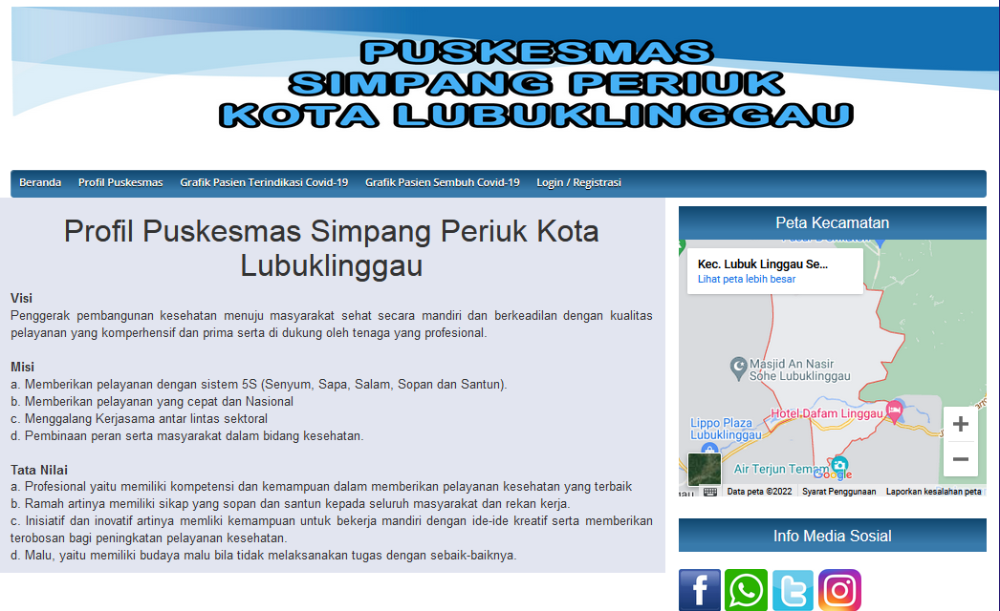 PUSKESMAS
SIMPANG PERIUK
KOTA LUBUKLINGGAU
Beranda Profil Puskesmas Grafik Pasien Terindikasi Covid-19 Grafik Pasien Sembuh Covid-19 Login / Registrasi
Profil Puskesmas Simpang Periuk Kota
Lubuklinggau
Visi
Penggerak pembangunan kesehatan menuju masyarakat sehat secara mandiri dan berkeadilan dengan kualitas
pelayanan yang komperhensif dan prima serta di dukung oleh tenaga yang profesional.
Misi
a. Memberikan pelayanan dengan sistem 5S (Senyum, Sapa, Salam, Sopan dan Santun).
b. Memberikan pelayanan yang cepat dan Nasional
c. Menggalang Kerjasama antar lintas sektoral
d. Pembinaan peran serta masyarakat dalam bidang kesehatan.
Tata Nilai
a. Profesional yaitu memiliki kompetensi dan kemampuan dalam memberikan pelayanan kesehatan yang terbaik
b. Ramah artinya memiliki sikap yang sopan dan santun kepada seluruh masyarakat dan rekan kerja.
c. Inisiatif dan inovatif artinya memliki kemampuan untuk bekerja mandiri dengan ide-ide kreatif serta memberikan
terobosan bagi peningkatan pelayanan kesehatan.
d. Malu, yaitu memiliki budaya malu bila tidak melaksanakan tugas dengan sebaik-baiknya.
Peta Kecamatan
Kec. Lubuk Linggau Se...
Lihat peta lebih besar
Masjid An Nasir
Sohe Lubuklinggau
Hotel Dafam Linggau
Lippo Plaza
Lubuklinggau
Air Terjun Temam
Google
Data peta ©2022 Syarat Penggunaan Laporkan kesalahan peta
Info Media Sosial